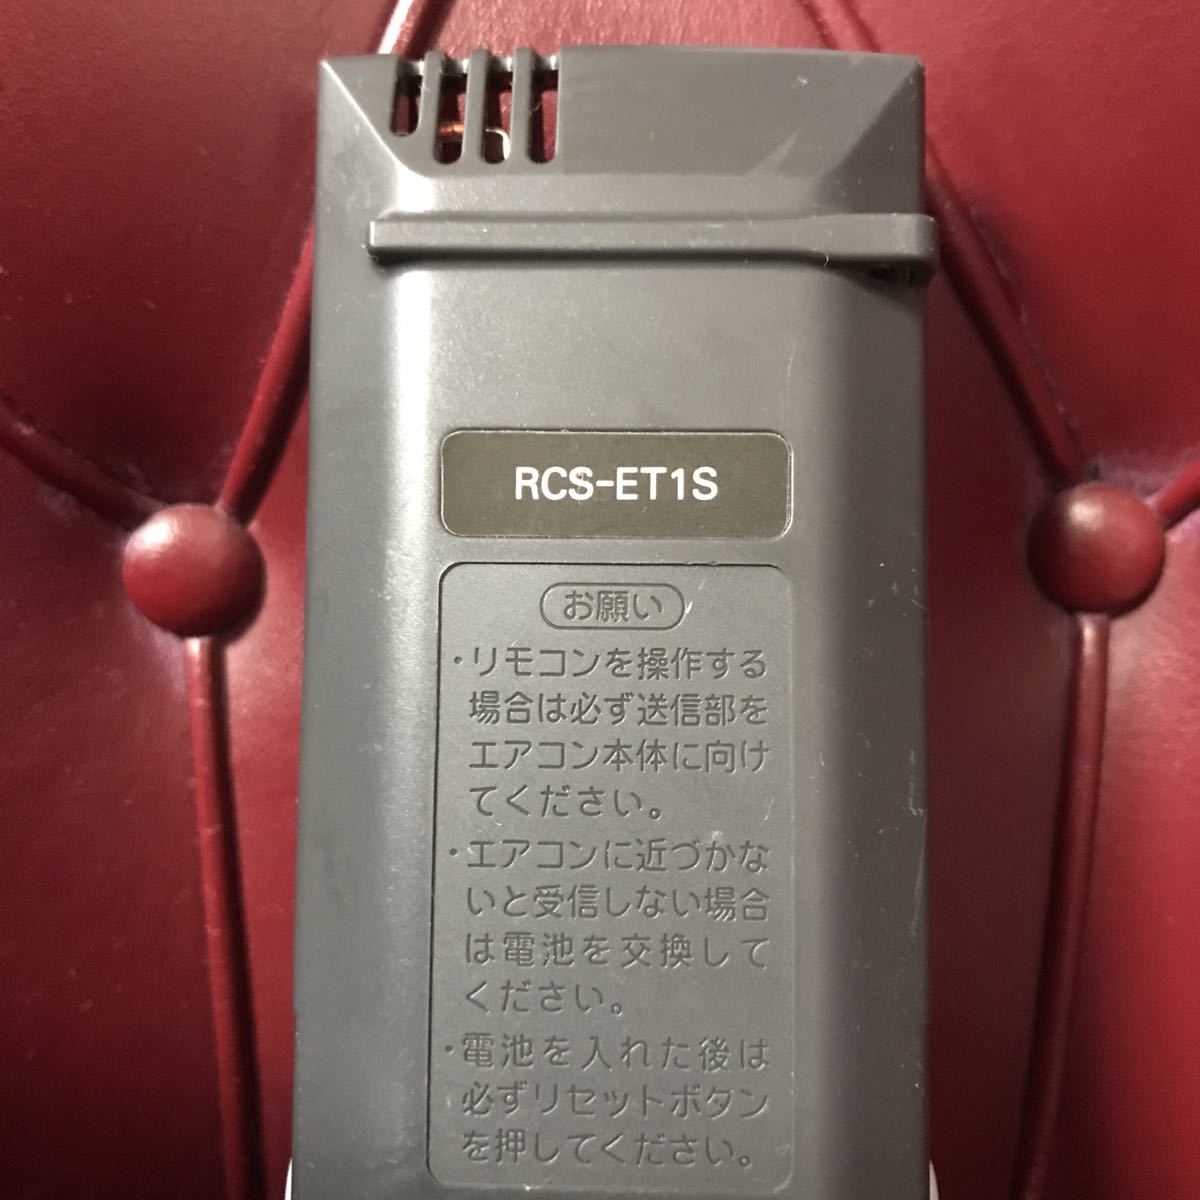 RCS-ET1S
お願い
・リモコンを操作する
場合は必ず送信部を
エアコン本体に向け
てください。
・エアコンに近づかな
いと受信しない場合
は電池を交換して
ください。
・電池を入れた後は
必ずリセットボタン
を押してください。